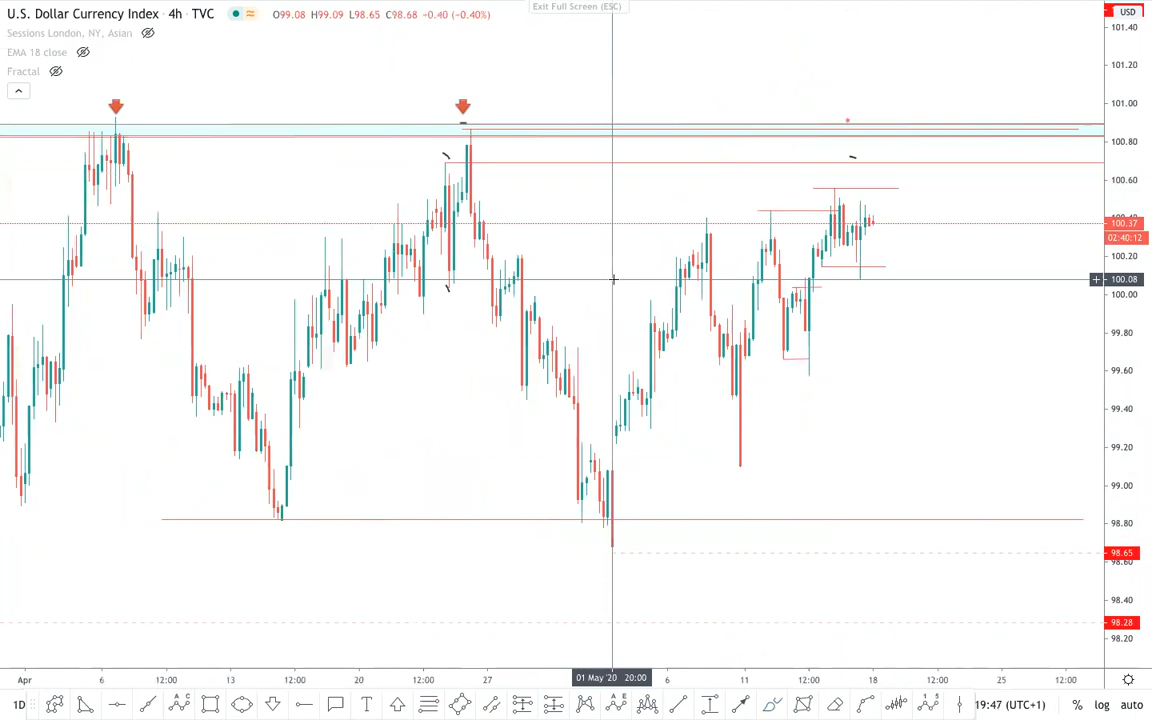 U.S. Dollar Currency Index · 4h · TVC O99.08 H99.09 L98.65 C98.68 −0.40 (−0.40%)
Exit Full Screen (ESC)
USD
Sessions London, NY, Asian
EMA 18 close
Fractal
101.40
101.20
101.00
100.80
100.60
100.37
02:40:12
100.20
100.08
100.00
99.80
99.60
99.40
99.20
99.00
98.80
98.65
98.60
98.40
98.28
98.20
Apr 6 12:00 13 20 12:00 27 01 May '20 20:00 6 11 12:00 18 12:00 25 12:00
1D A C A E 1 5 19:47 (UTC+1) % log auto